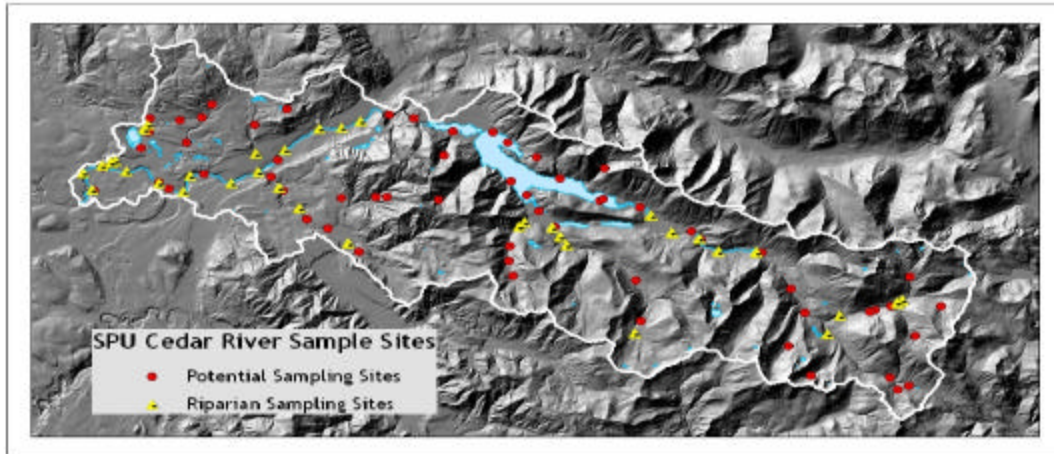 SPU Cedar River Sample Sites
Potential Sampling Sites
Riparian Sampling Sites